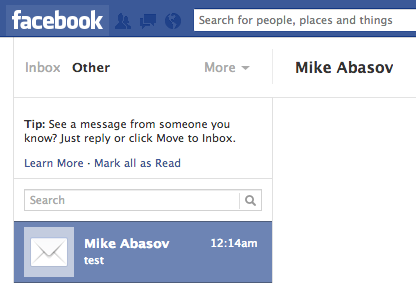 facebook
Search for people, places and things
Inbox Other More
Mike Abasov
Tip: See a message from someone you
know? Just reply or click Move to Inbox.
Learn More · Mark all as Read
Search
Mike Abasov 12:14am
test